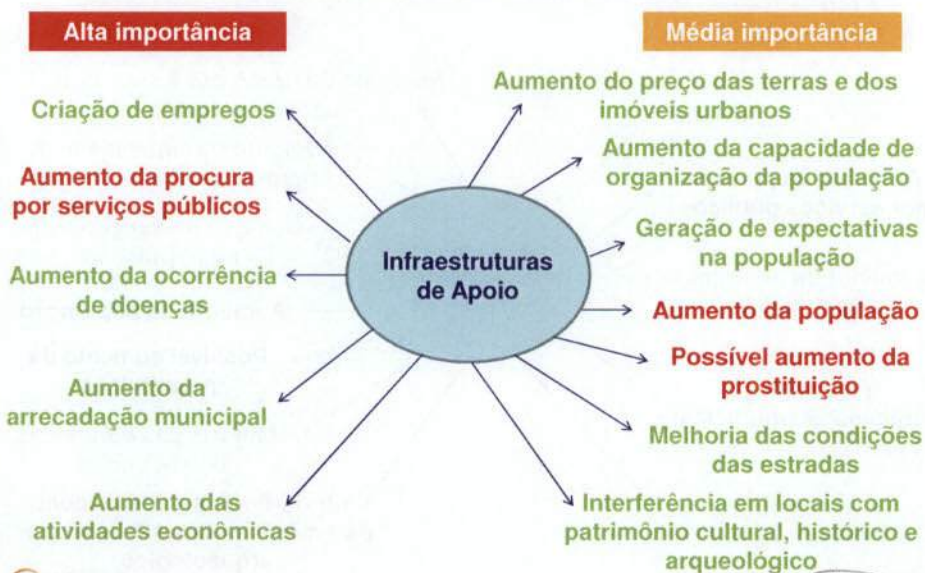 Alta importância
Média importância
Criação de empregos
Aumento da procura
por serviços públicos
Aumento da ocorrência
de doenças
Aumento da
arrecadação municipal
Aumento das
atividades econômicas
Infraestruturas
de Apoio
Aumento do preço das terras e dos
imóveis urbanos
Aumento da capacidade de
organização da população
Geração de expectativas
na população
Aumento da população
Possível aumento da
prostituição
Melhoria das condições
das estradas
Interferência em locais com
patrimônio cultural, histórico e
arqueológico